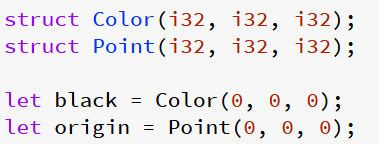 struct Color(i32, i32, i32);
struct Point(i32, i32, i32);
let black = Color(0, 0, 0);
let origin = Point(0, 0, 0);